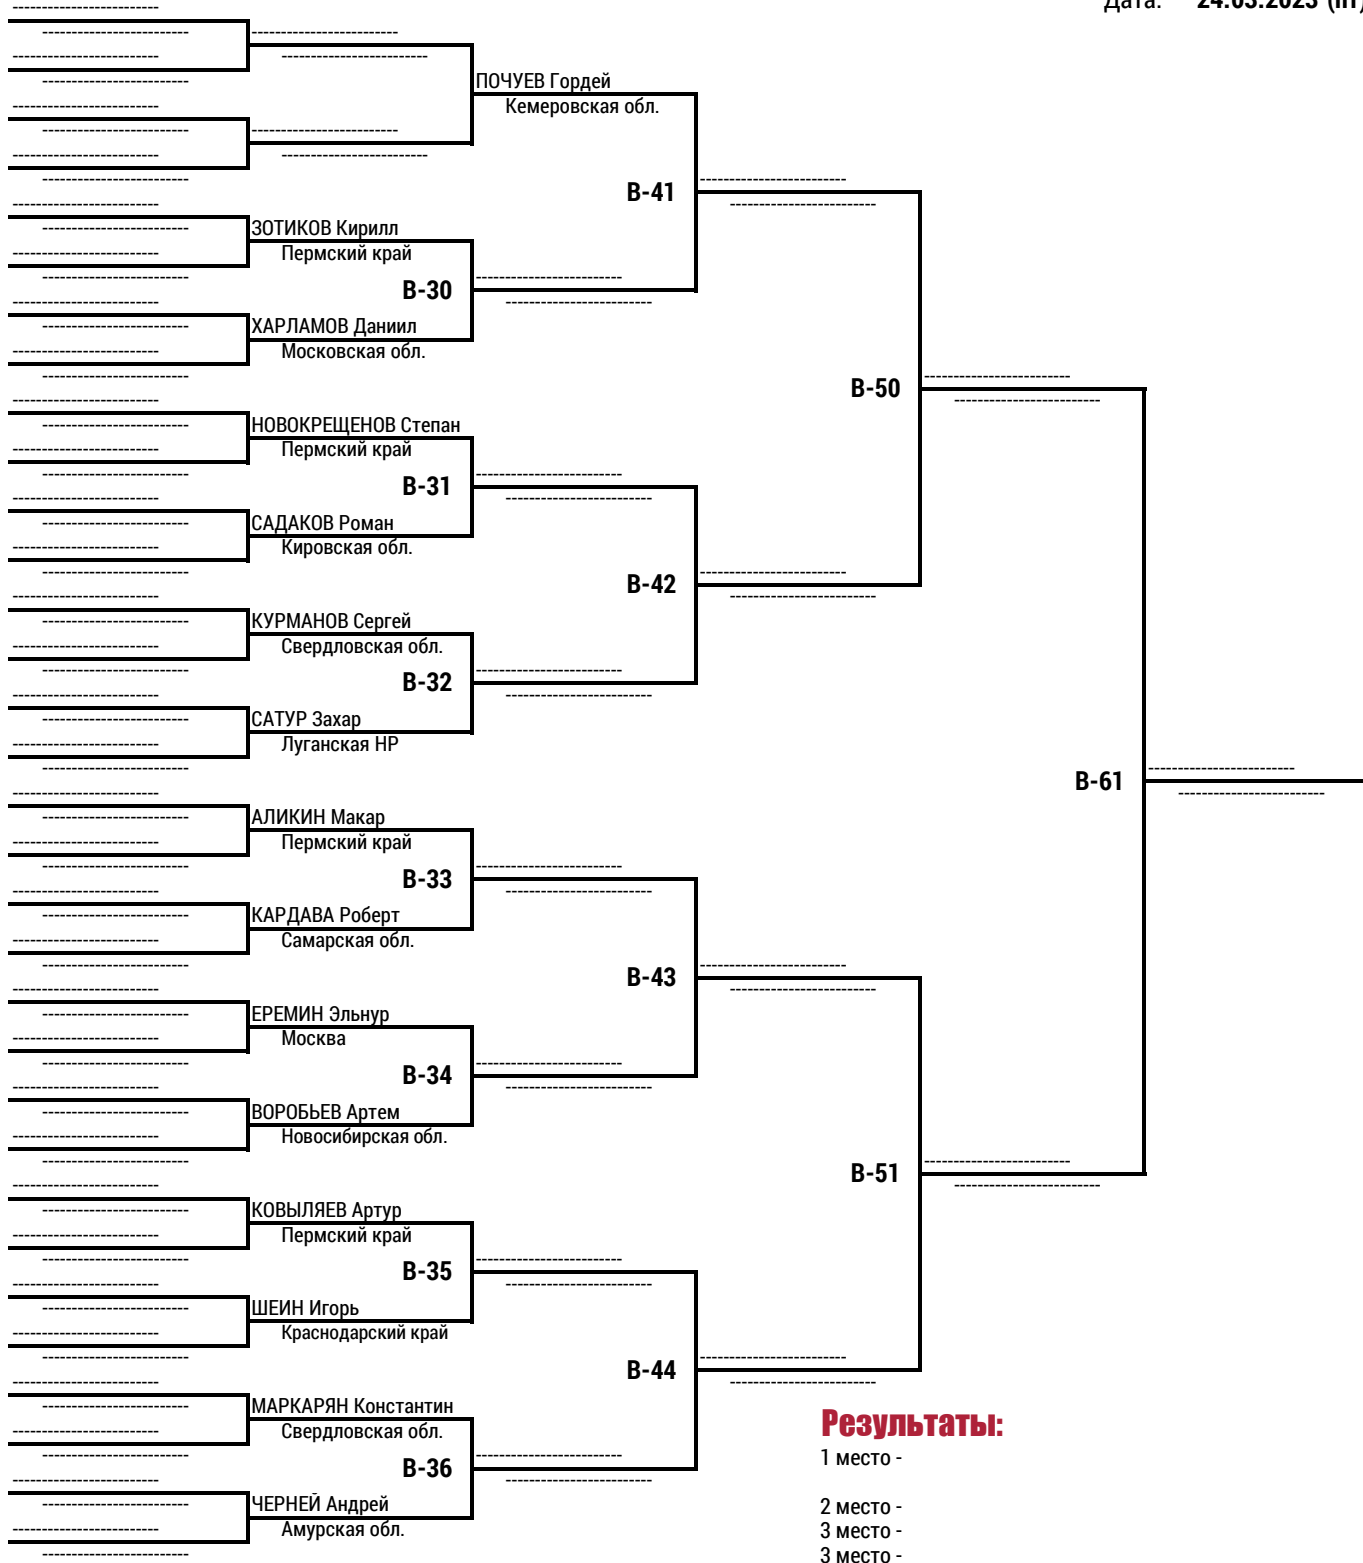 Дата: 24.03.2023 (пт)
ПОЧУЕВ Гордей
Кемеровская обл.
B-41
ЗОТИКОВ Кирилл
Пермский край
B-30
ХАРЛАМОВ Даниил
Московская обл.
B-50
НОВОКРЕЩЕНОВ Степан
Пермский край
B-31
САДАКОВ Роман
Кировская обл.
B-42
КУРМАНОВ Сергей
Свердловская обл.
B-32
САТУР Захар
Луганская НР
B-61
АЛИКИН Макар
Пермский край
B-33
КАРДАВА Роберт
Самарская обл.
B-43
ЕРЕМИН Эльнур
Москва
B-34
ВОРОБЬЕВ Артем
Новосибирская обл.
B-51
КОВЫЛЯЕВ Артур
Пермский край
B-35
ШЕИН Игорь
Краснодарский край
B-44
МАРКАРЯН Константин
Свердловская обл.
B-36
ЧЕРНЕЙ Андрей
Амурская обл.
Результаты:
1 место -
2 место -
3 место -
3 место -